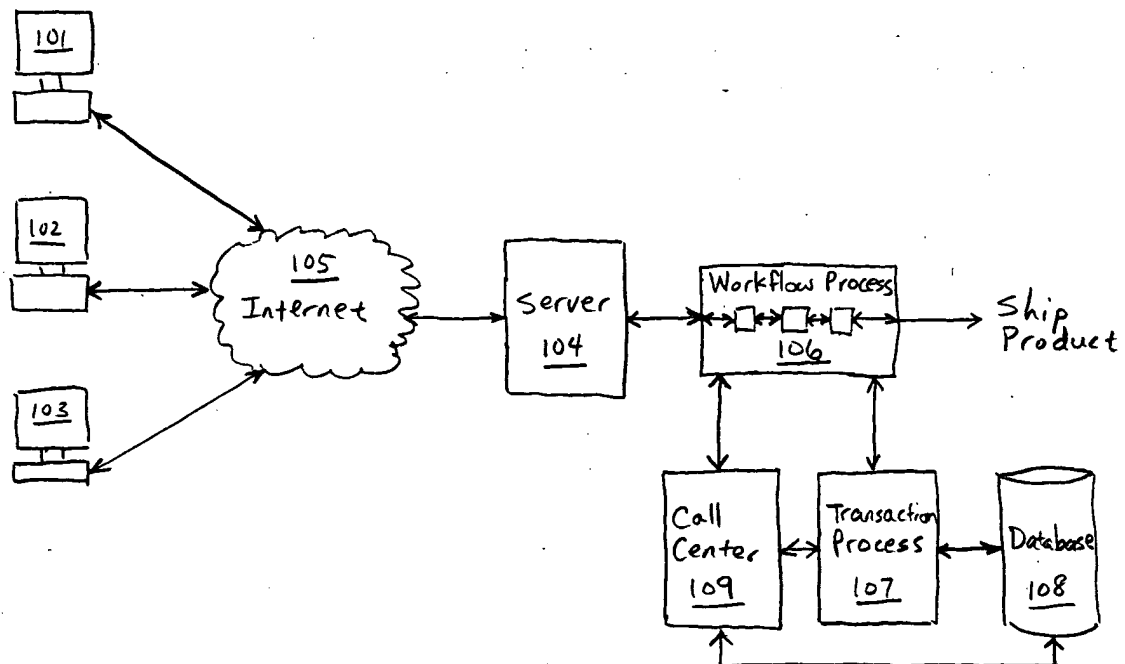 101
102
103
105
Internet
Server
104
Workflow Process
106
Ship
Product
Call
Center
109
Transaction
Process
107
Database
108